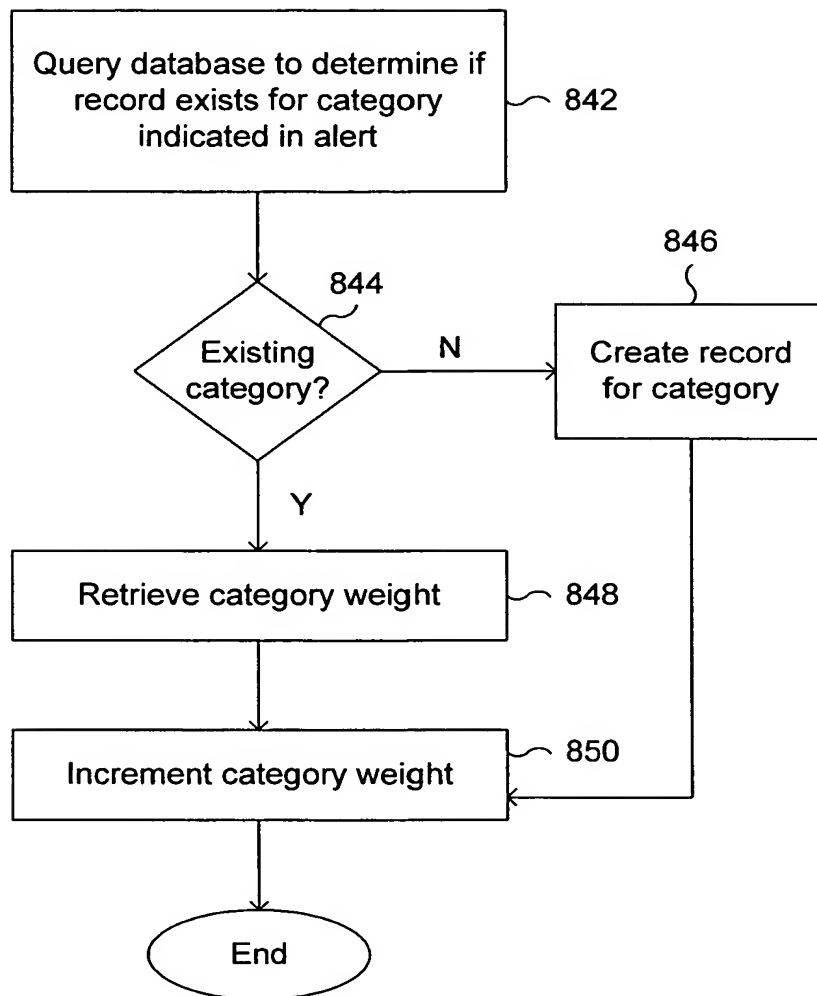 Query database to determine if
record exists for category
indicated in alert
842
844
846
Existing
category?
N
Create record
for category
Y
Retrieve category weight
848
Increment category weight
850
End